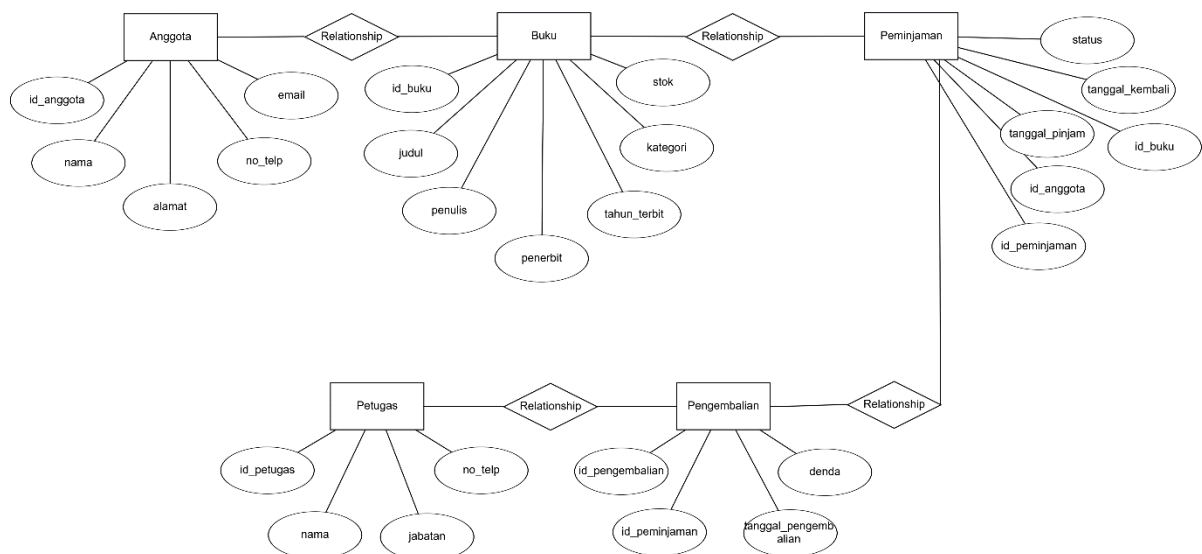 Anggota
Relationship
Buku
Relationship
Peminjaman
status
id_anggota
email
id_buku
stok
tanggal_kembali
nama
no_telp
judul
kategori
tanggal_pinjam
id_buku
alamat
penulis
tahun_terbit
id_anggota
penerbit
id_peminjaman
Petugas
Relationship
Pengembalian
Relationship
id_petugas
no_telp
id_pengembalian
denda
nama
jabatan
id_peminjaman
tanggal_pengemb
alian